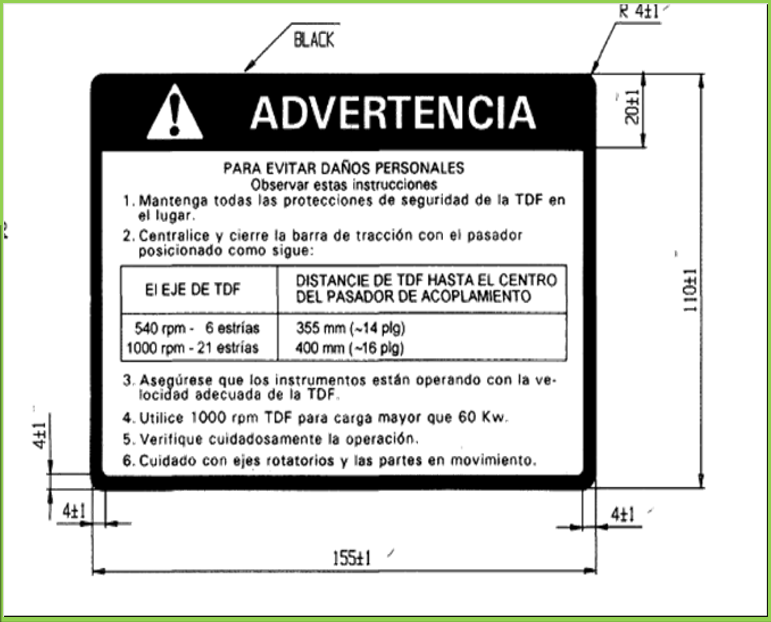 R 4±1
BLACK
ADVERTENCIA
20±1
PARA EVITAR DAÑOS PERSONALES
Observar estas instrucciones
1. Mantenga todas las protecciones de seguridad de la TDF en
el lugar.
2. Centralice y cierre la barra de tracción con el pasador
posicionado como sigue:
El EJE DE TDF
DISTANCIE DE TDF HASTA EL CENTRO
DEL PASADOR DE ACOPLAMIENTO
540 rpm - 6 estrías 355 mm (~14 plg)
1000 rpm - 21 estrías 400 mm (~16 plg)
110±1
3. Asegúrese que los instrumentos están operando con la ve-
locidad adecuada de la TDF.
4. Utilice 1000 rpm TDF para carga mayor que 60 Kw.
5. Verifique cuidadosamente la operación.
6. Cuidado con ejes rotatorios y las partes en movimiento.
4±1
4±1
4±1
155±1